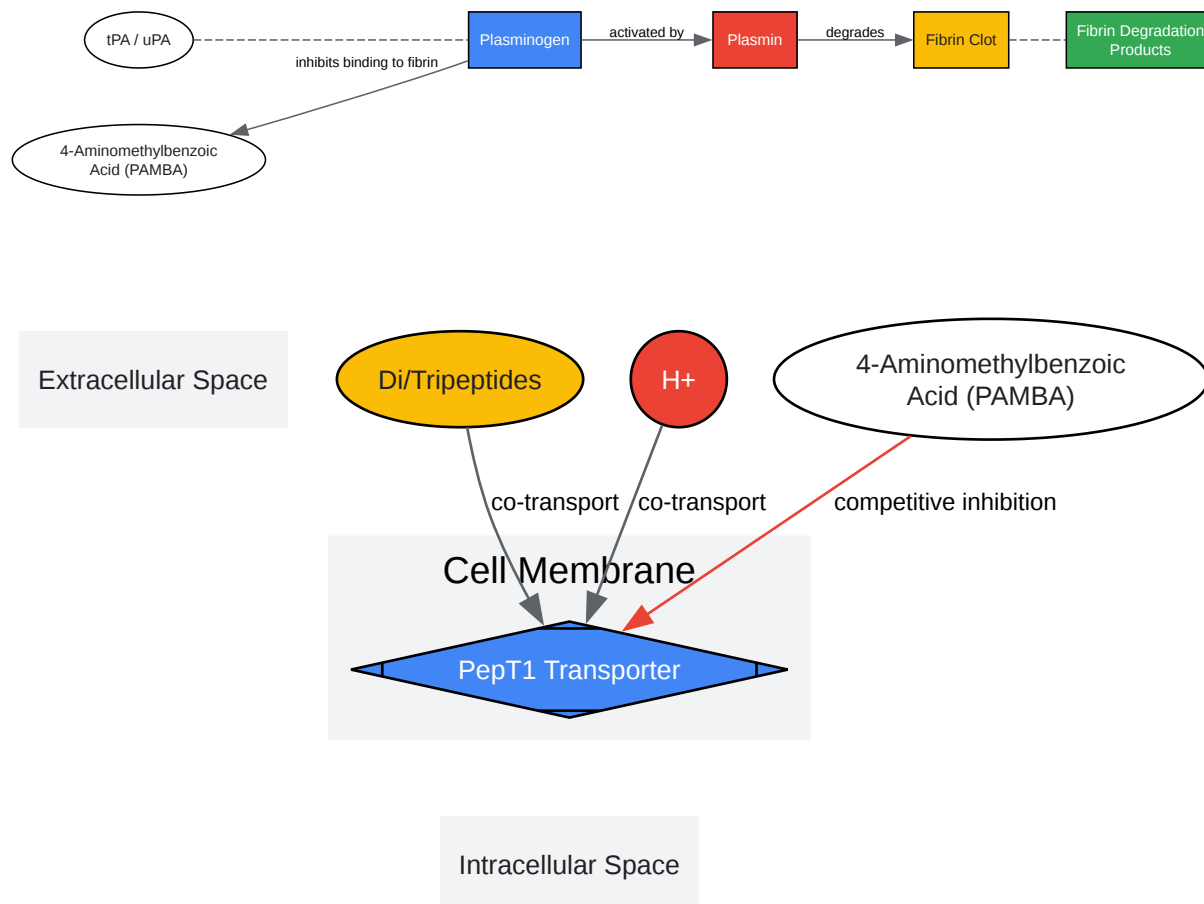 tPA / uPA
Plasminogen
activated by
Plasmin
degrades
Fibrin Clot
Fibrin Degradation
Products
inhibits binding to fibrin
4-Aminomethylbenzoic
Acid (PAMBA)
Extracellular Space
Di/Tripeptides
H+
4-Aminomethylbenzoic
Acid (PAMBA)
co-transport
co-transport
competitive inhibition
Cell Membrane
PepT1 Transporter
Intracellular Space